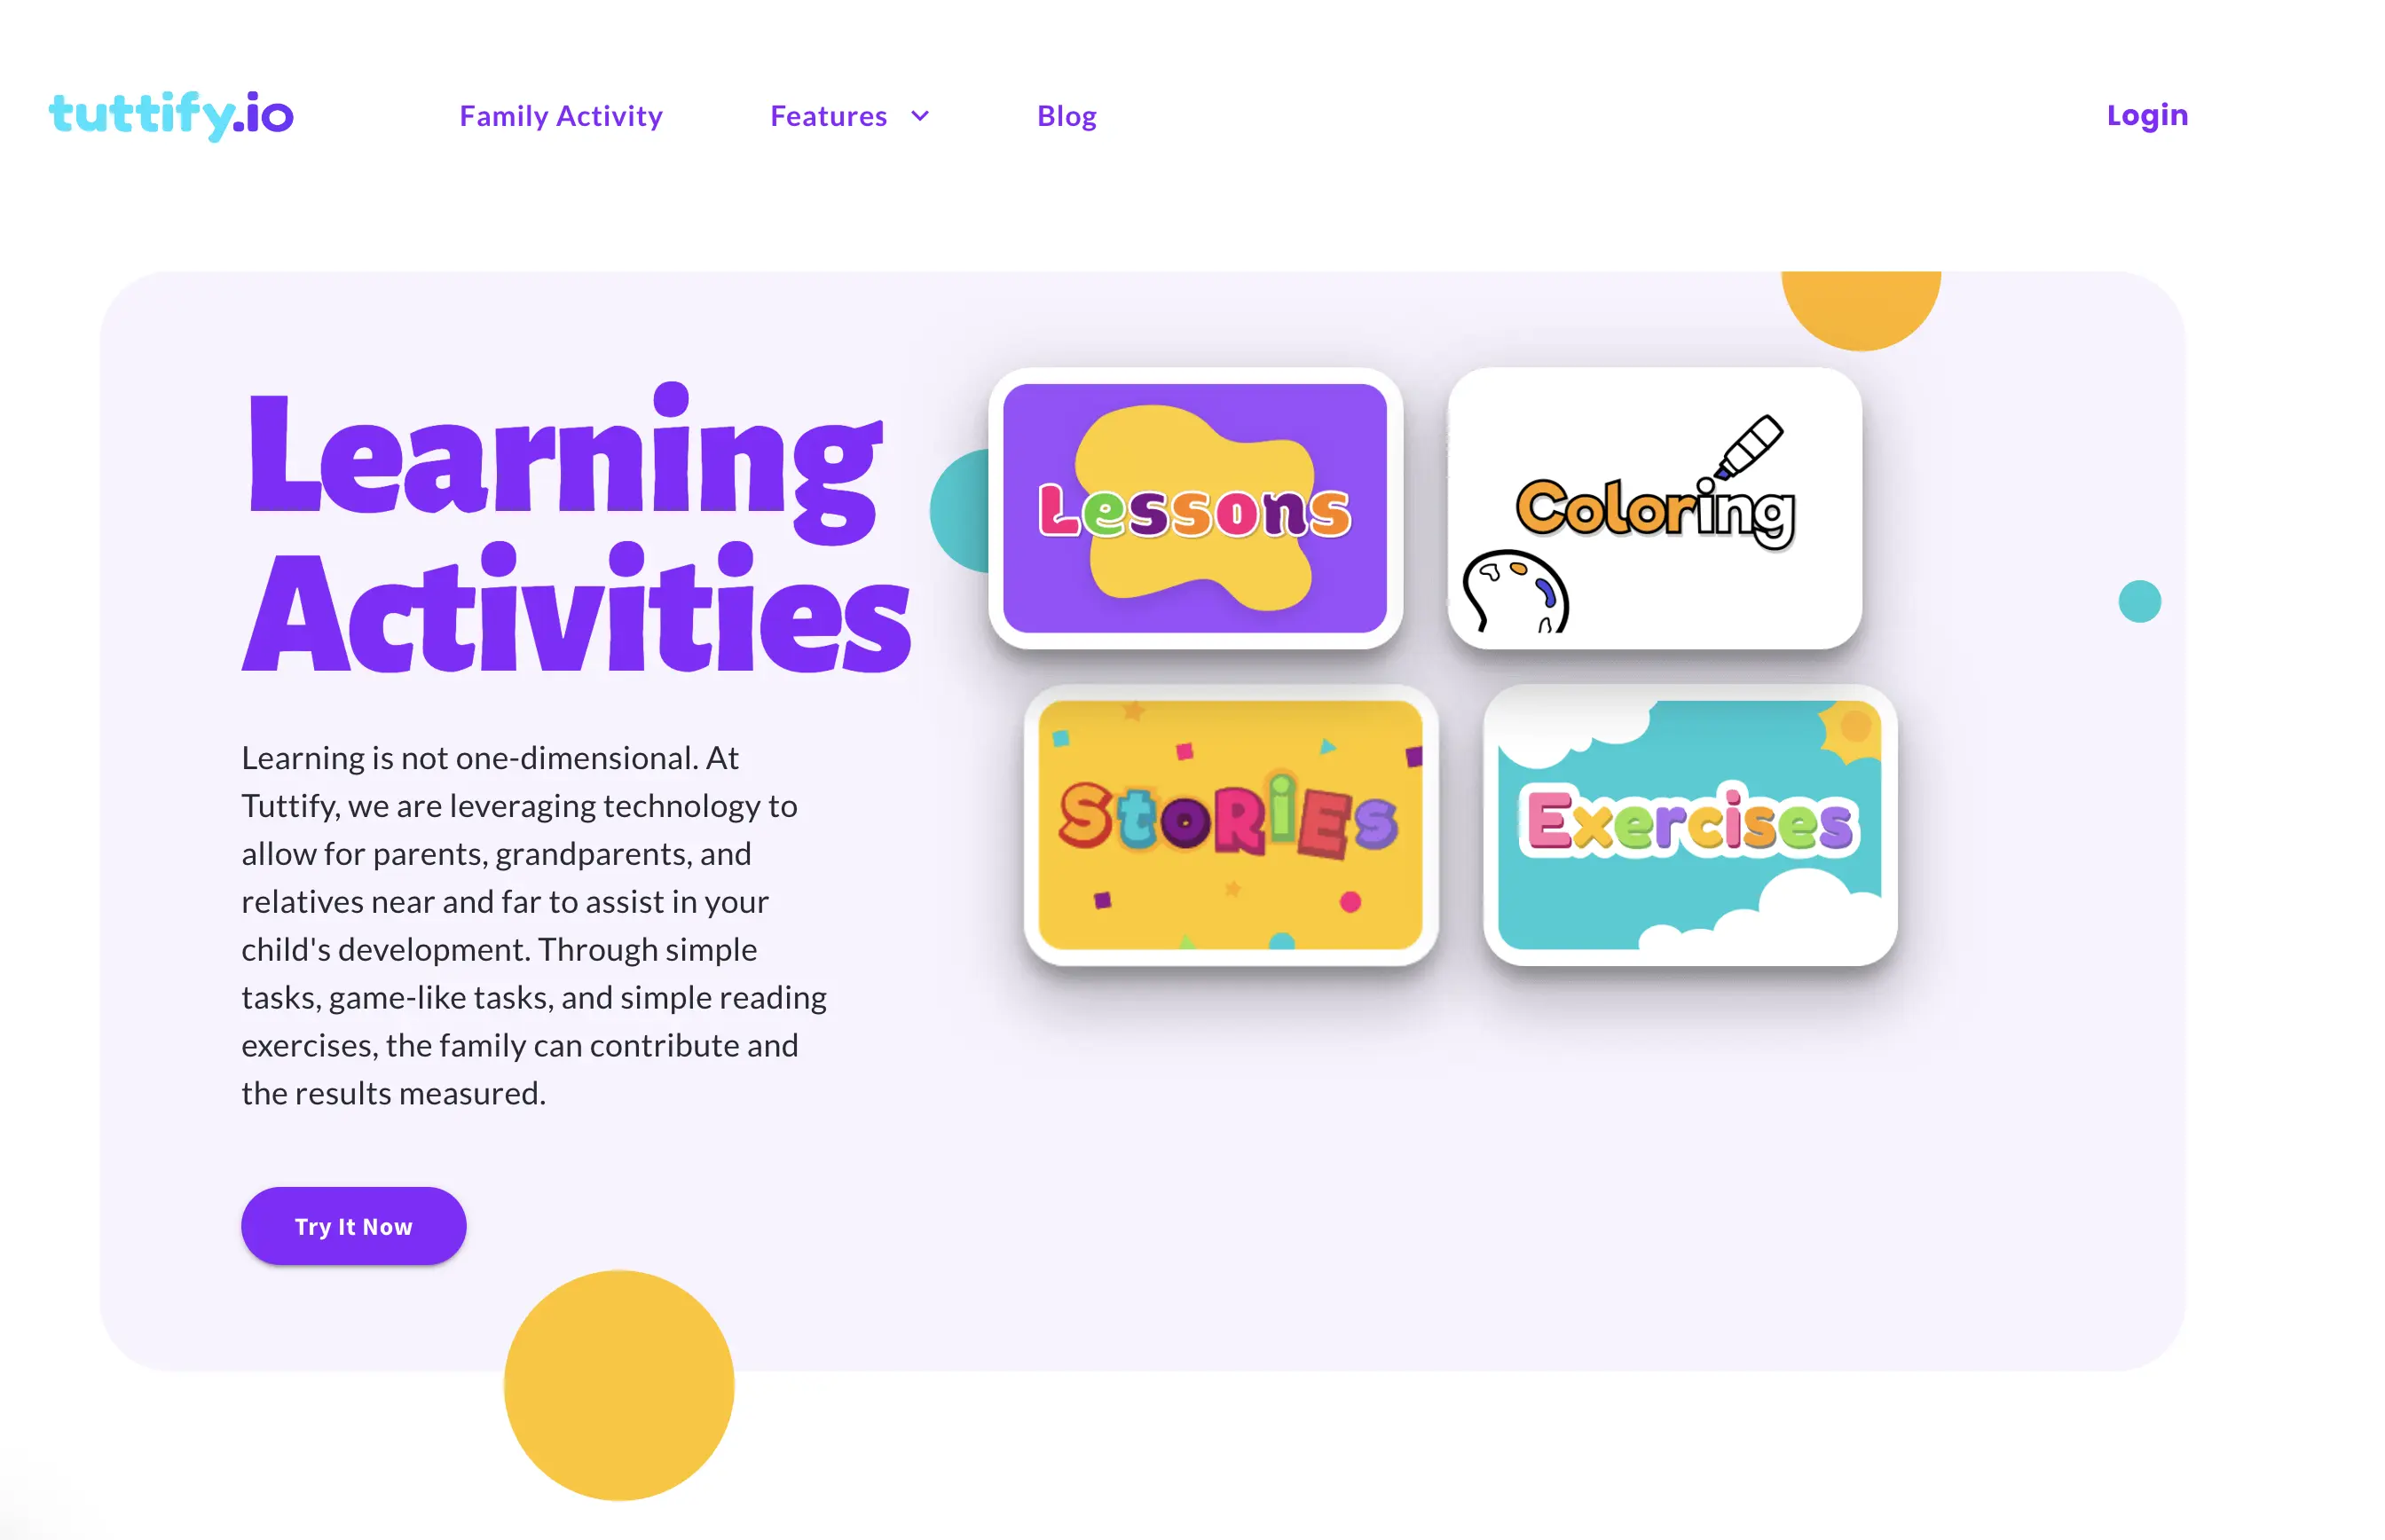 tuttify.io
Family Activity
Features
Blog
Login
Learning
Activities
Learning is not one-dimensional. At
Tuttify, we are leveraging technology to
allow for parents, grandparents, and
relatives near and far to assist in your
child's development. Through simple
tasks, game-like tasks, and simple reading
exercises, the family can contribute and
the results measured.
Try It Now
Lessons
Coloring
StoRiEs
Exercises